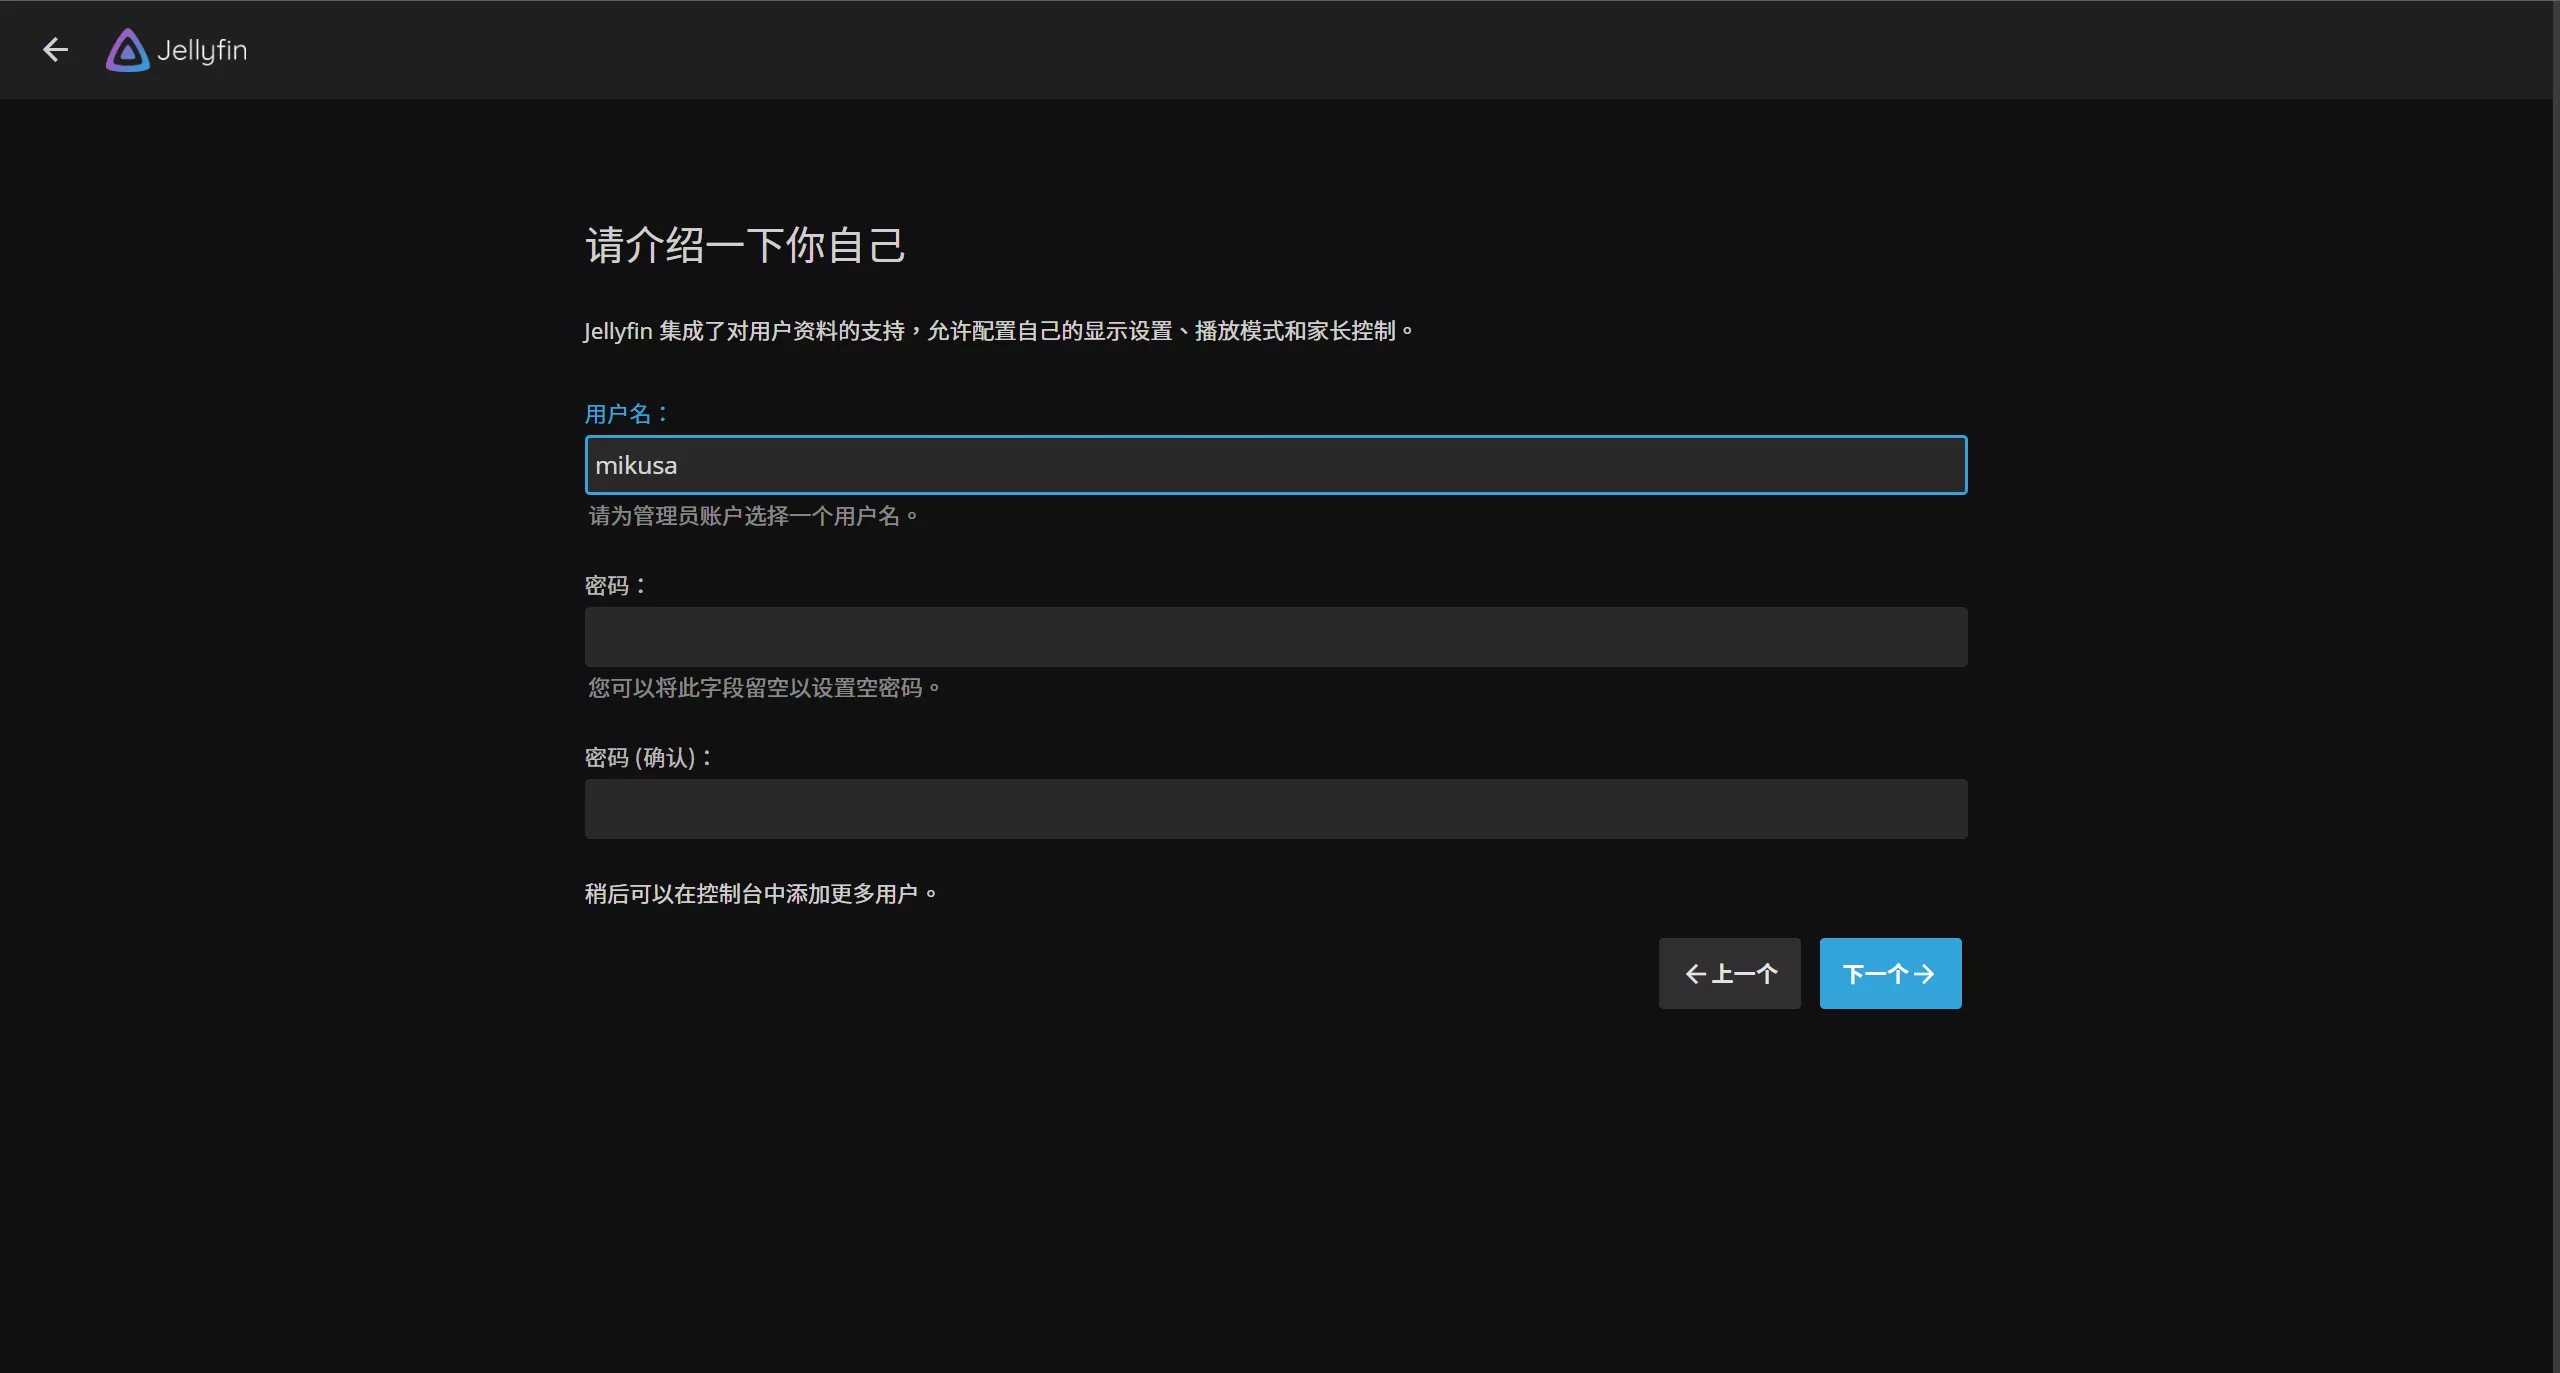 Jellyfin
请介绍一下你自己
Jellyfin 集成了对用户资料的支持，允许配置自己的显示设置、播放模式和家长控制。
用户名：
mikusa
请为管理员账户选择一个用户名。
密码：
您可以将此字段留空以设置空密码。
密码 (确认)：
稍后可以在控制台中添加更多用户。
上一个
下一个